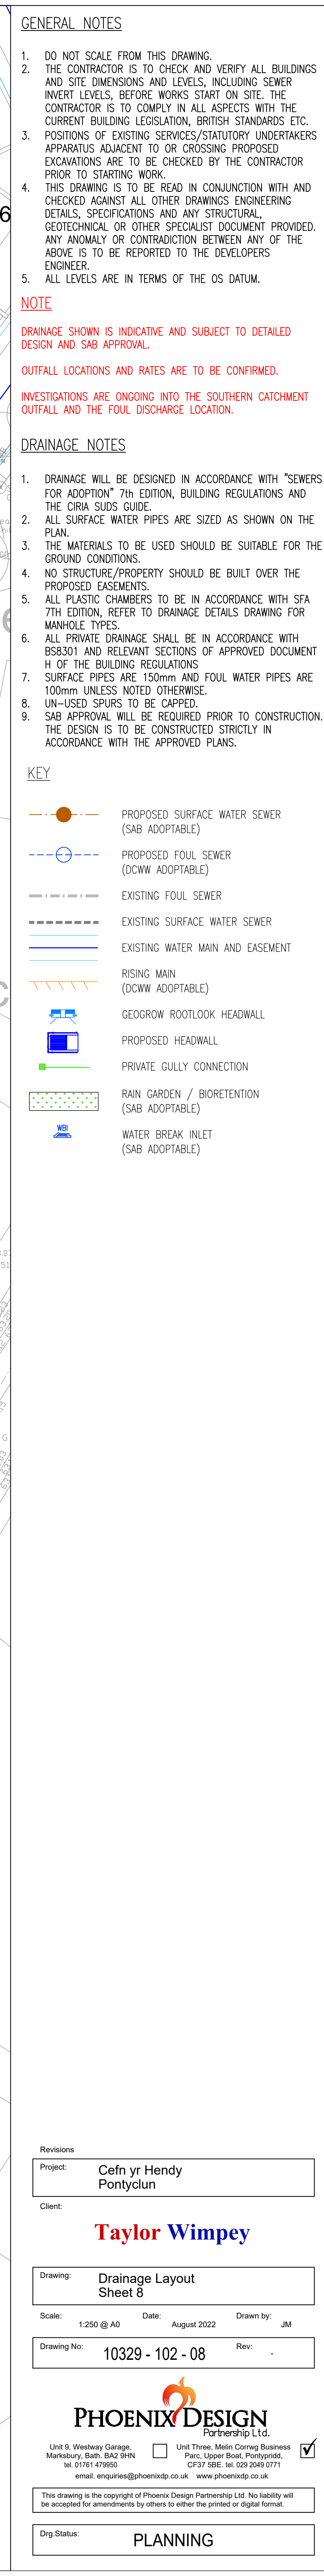 GENERAL NOTES
1. DO NOT SCALE FROM THIS DRAWING.
2. THE CONTRACTOR IS TO CHECK AND VERIFY ALL BUILDINGS
AND SITE DIMENSIONS AND LEVELS, INCLUDING SEWER
INVERT LEVELS, BEFORE WORKS START ON SITE. THE
CONTRACTOR IS TO COMPLY IN ALL ASPECTS WITH THE
CURRENT BUILDING LEGISLATION, BRITISH STANDARDS ETC.
3. POSITIONS OF EXISTING SERVICES/STATUTORY UNDERTAKERS
APPARATUS ADJACENT TO OR CROSSING PROPOSED
EXCAVATIONS ARE TO BE CHECKED BY THE CONTRACTOR
PRIOR TO STARTING WORK.
4. THIS DRAWING IS TO BE READ IN CONJUNCTION WITH AND
CHECKED AGAINST ALL OTHER DRAWINGS ENGINEERING
DETAILS, SPECIFICATIONS AND ANY STRUCTURAL,
GEOTECHNICAL OR OTHER SPECIALIST DOCUMENT PROVIDED.
ANY ANOMALY OR CONTRADICTION BETWEEN ANY OF THE
ABOVE IS TO BE REPORTED TO THE DEVELOPERS
ENGINEER.
5. ALL LEVELS ARE IN TERMS OF THE OS DATUM.
NOTE
DRAINAGE SHOWN IS INDICATIVE AND SUBJECT TO DETAILED
DESIGN AND SAB APPROVAL.
OUTFALL LOCATIONS AND RATES ARE TO BE CONFIRMED.
INVESTIGATIONS ARE ONGOING INTO THE SOUTHERN CATCHMENT
OUTFALL AND THE FOUL DISCHARGE LOCATION.
DRAINAGE NOTES
1. DRAINAGE WILL BE DESIGNED IN ACCORDANCE WITH "SEWERS
FOR ADOPTION" 7th EDITION, BUILDING REGULATIONS AND
THE CIRIA SUDS GUIDE.
2. ALL SURFACE WATER PIPES ARE SIZED AS SHOWN ON THE
PLAN.
3. THE MATERIALS TO BE USED SHOULD BE SUITABLE FOR THE
GROUND CONDITIONS.
4. NO STRUCTURE/PROPERTY SHOULD BE BUILT OVER THE
PROPOSED EASEMENTS.
5. ALL PLASTIC CHAMBERS TO BE IN ACCORDANCE WITH SFA
7TH EDITION, REFER TO DRAINAGE DETAILS DRAWING FOR
MANHOLE TYPES.
6. ALL PRIVATE DRAINAGE SHALL BE IN ACCORDANCE WITH
BS8301 AND RELEVANT SECTIONS OF APPROVED DOCUMENT
H OF THE BUILDING REGULATIONS
7. SURFACE PIPES ARE 150mm AND FOUL WATER PIPES ARE
100mm UNLESS NOTED OTHERWISE.
8. UN-USED SPURS TO BE CAPPED.
9. SAB APPROVAL WILL BE REQUIRED PRIOR TO CONSTRUCTION.
THE DESIGN IS TO BE CONSTRUCTED STRICTLY IN
ACCORDANCE WITH THE APPROVED PLANS.
KEY
PROPOSED SURFACE WATER SEWER
(SAB ADOPTABLE)
PROPOSED FOUL SEWER
(DCWW ADOPTABLE)
EXISTING FOUL SEWER
EXISTING SURFACE WATER SEWER
EXISTING WATER MAIN AND EASEMENT
RISING MAIN
(DCWW ADOPTABLE)
GEOGROW ROOTLOOK HEADWALL
PROPOSED HEADWALL
PRIVATE GULLY CONNECTION
RAIN GARDEN / BIORETENTION
(SAB ADOPTABLE)
WBI
WATER BREAK INLET
(SAB ADOPTABLE)
Revisions
Project: Cefn yr Hendy
Pontyclun
Client:
Taylor Wimpey
Drawing: Drainage Layout
Sheet 8
Scale: Date: Drawn by:
1:250 @ A0 August 2022 JM
Drawing No: 10329 - 102 - 08 Rev: -
PHOENIX DESIGN
Partnership Ltd.
Unit 9, Westway Garage,
Marksbury, Bath. BA2 9HN
tel. 01761 479950
Unit Three, Melin Corrwg Business
Parc, Upper Boat, Pontypridd,
CF37 5BE. tel. 029 2049 0771
email. enquiries@phoenixdp.co.uk www.phoenixdp.co.uk
This drawing is the copyright of Phoenix Design Partnership Ltd. No liability will
be accepted for amendments by others to either the printed or digital format.
Drg.Status: PLANNING